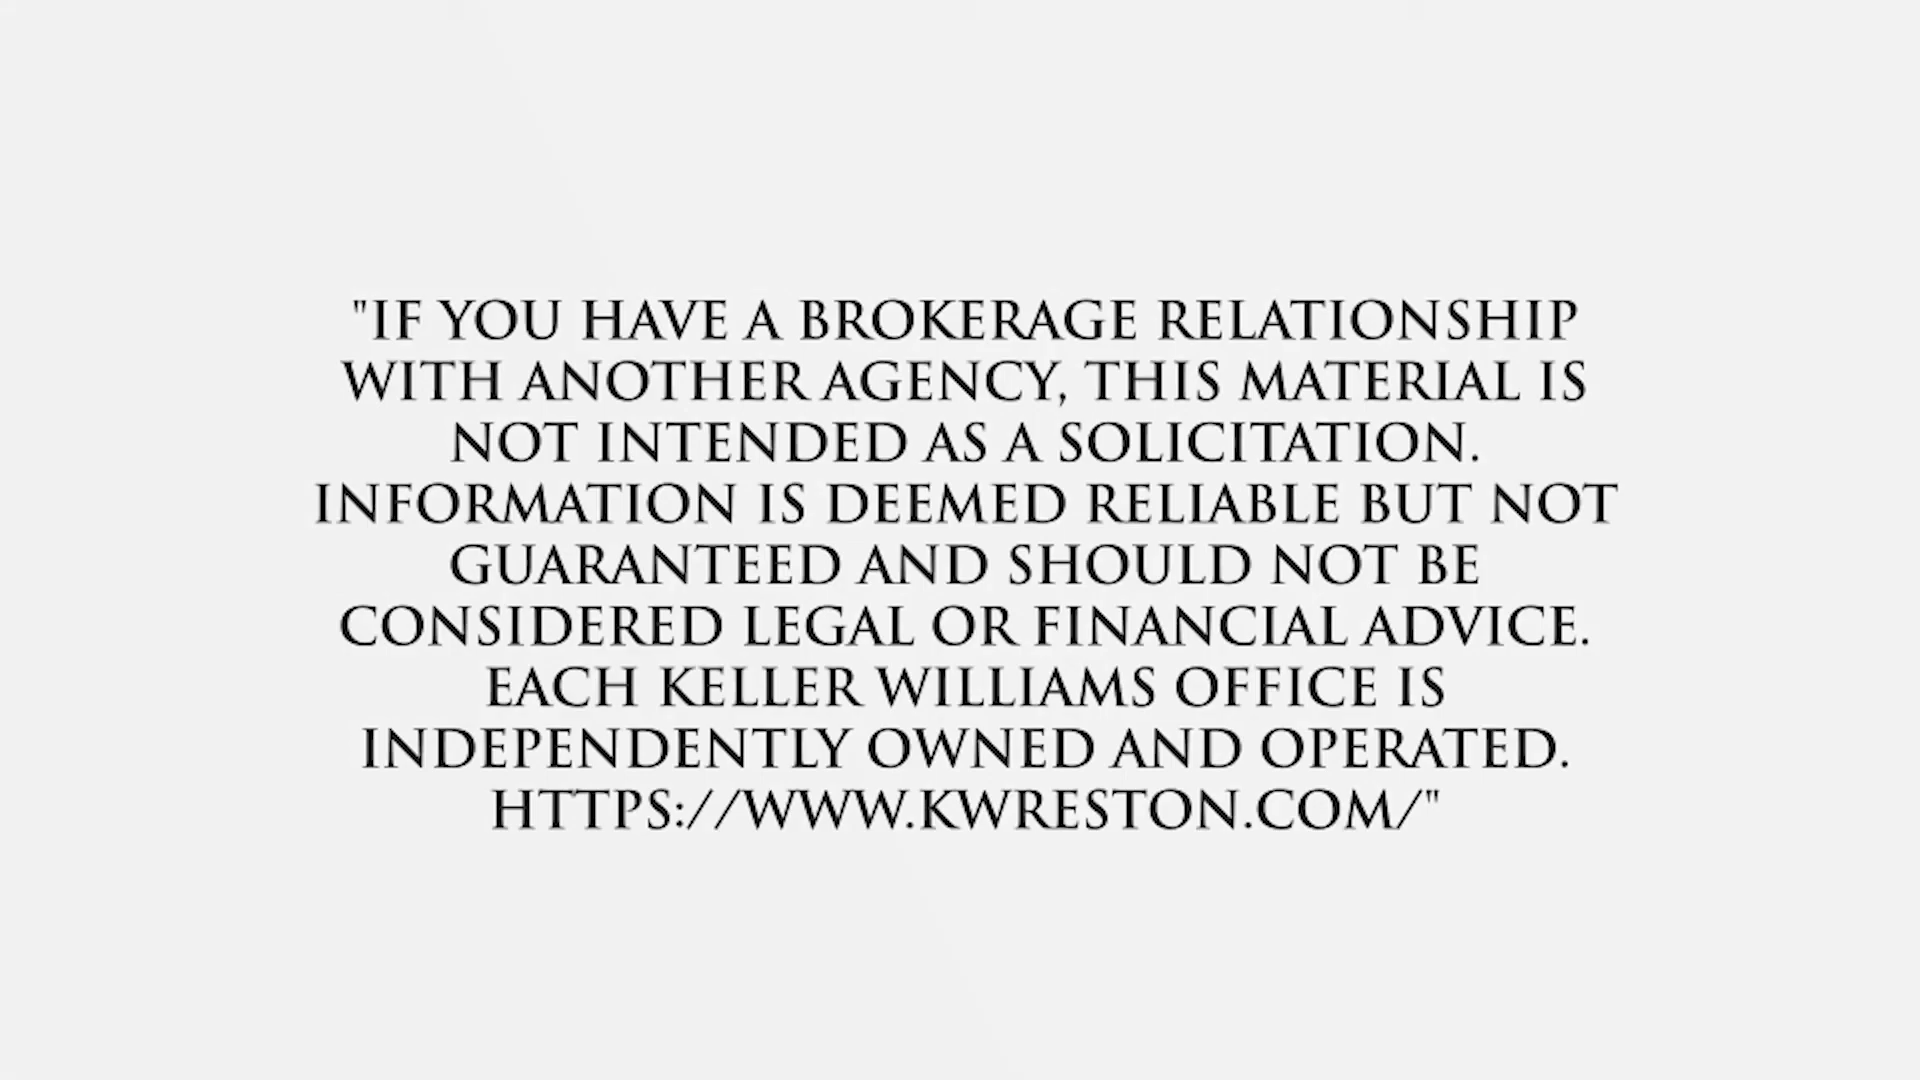 "IF YOU HAVE A BROKERAGE RELATIONSHIP
WITH ANOTHER AGENCY, THIS MATERIAL IS
NOT INTENDED AS A SOLICITATION.
INFORMATION IS DEEMED RELIABLE BUT NOT
GUARANTEED AND SHOULD NOT BE
CONSIDERED LEGAL OR FINANCIAL ADVICE.
EACH KELLER WILLIAMS OFFICE IS
INDEPENDENTLY OWNED AND OPERATED.
HTTPS://WWW.KWRESTON.COM/"